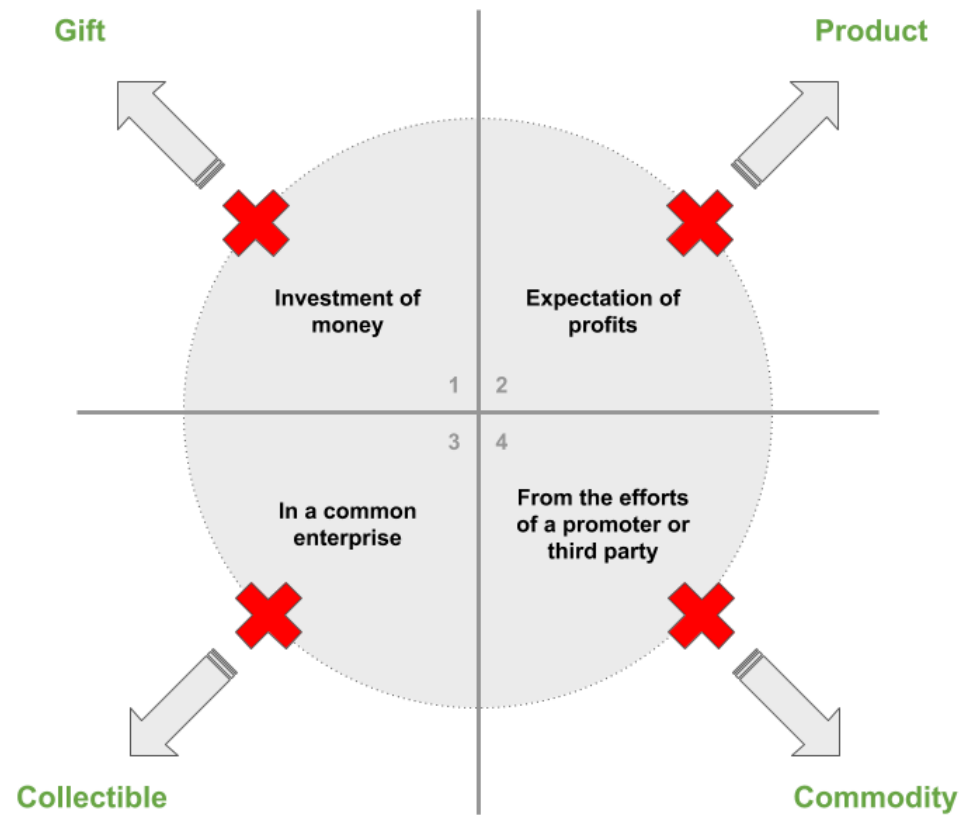 Gift
Product
Investment of
money
Expectation of
profits
1
2
3
4
In a common
enterprise
From the efforts
of a promoter or
third party
Collectible
Commodity